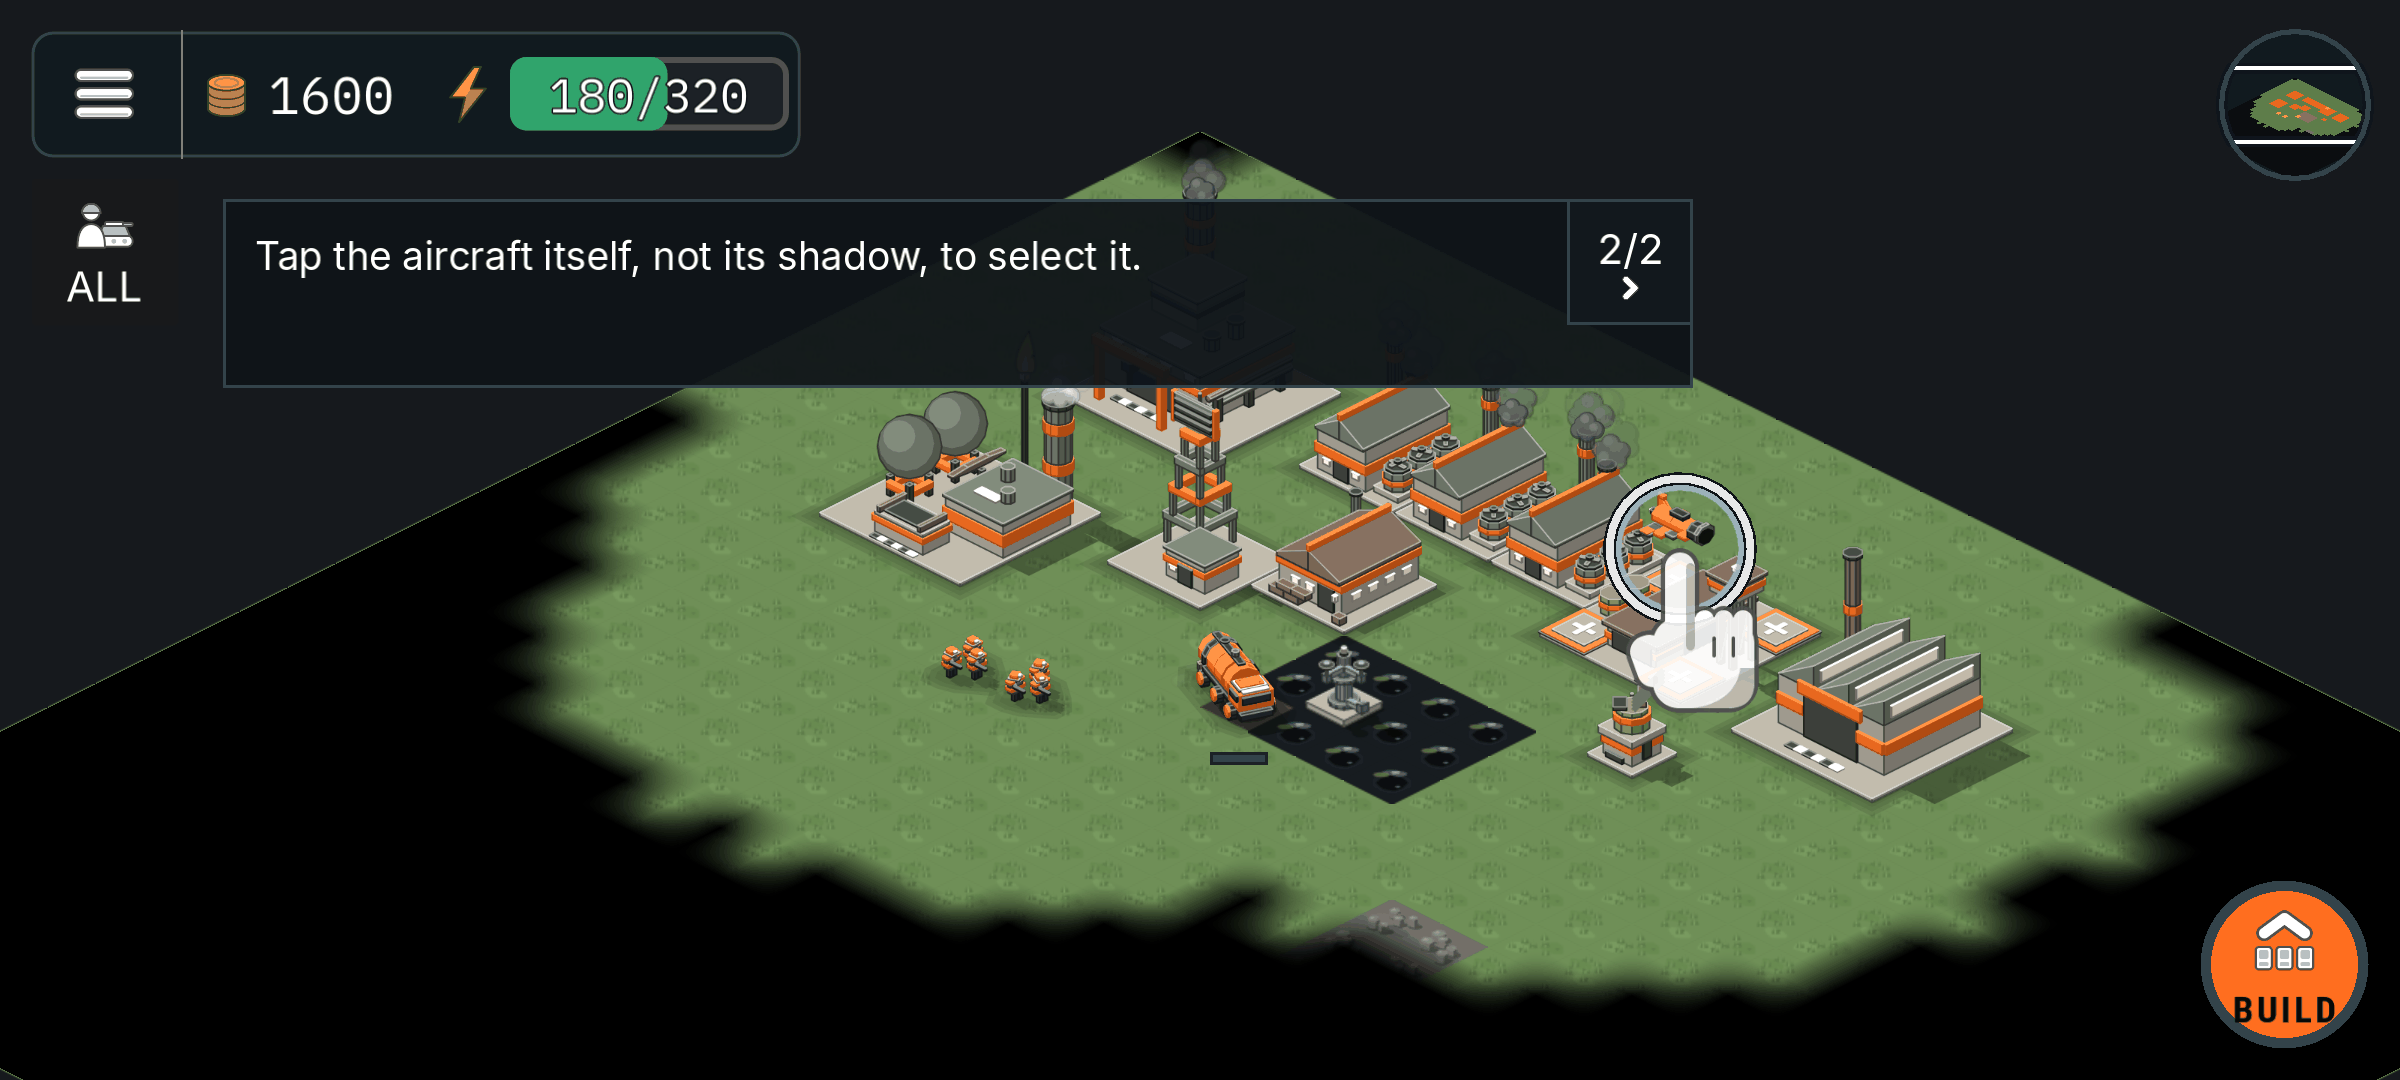 1600
180/320
ALL
Tap the aircraft itself, not its shadow, to select it.
2/2
BUILD